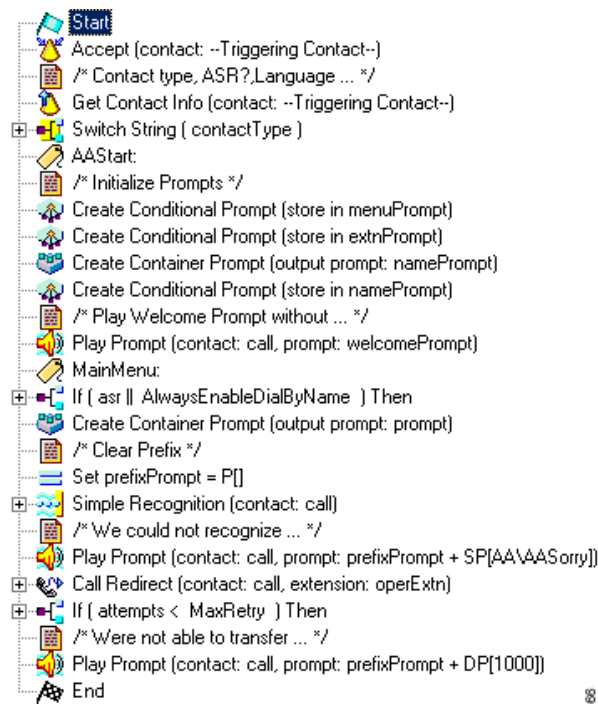 Start
Accept (contact: --Triggering Contact--)
/* Contact type, ASR?,Language ... */
Get Contact Info (contact: --Triggering Contact--)
Switch String ( contactType )
AAStart:
/* Initialize Prompts */
Create Conditional Prompt (store in menuPrompt)
Create Conditional Prompt (store in extnPrompt)
Create Container Prompt (output prompt: namePrompt)
Create Conditional Prompt (store in namePrompt)
/* Play Welcome Prompt without ... */
Play Prompt (contact: call, prompt: welcomePrompt)
MainMenu:
If ( asr || AlwaysEnableDialByName ) Then
Create Container Prompt (output prompt: prompt)
/* Clear Prefix */
Set prefixPrompt = P[]
Simple Recognition (contact: call)
/* We could not recognize ... */
Play Prompt (contact: call, prompt: prefixPrompt + SP[AA\AASorry])
Call Redirect (contact: call, extension: operExtn)
If ( attempts < MaxRetry ) Then
/* Were not able to transfer ... */
Play Prompt (contact: call, prompt: prefixPrompt + DP[1000])
End